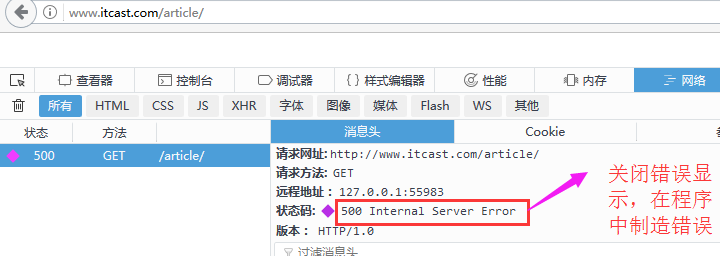 www.itcast.com/article/
查看器 控制台 调试器 {} 样式编辑器 性能 内存 网络
所有 HTML CSS JS XHR 字体 图像 媒体 Flash WS 其他
状态 方法 消息头 Cookie
500 GET /article/
请求网址: http://www.itcast.com/article/
请求方法: GET
远程地址: 127.0.0.1:55983
状态码: 500 Internal Server Error
版本: HTTP/1.0
过滤消息头
关闭错误显
示，在程序
中制造错误